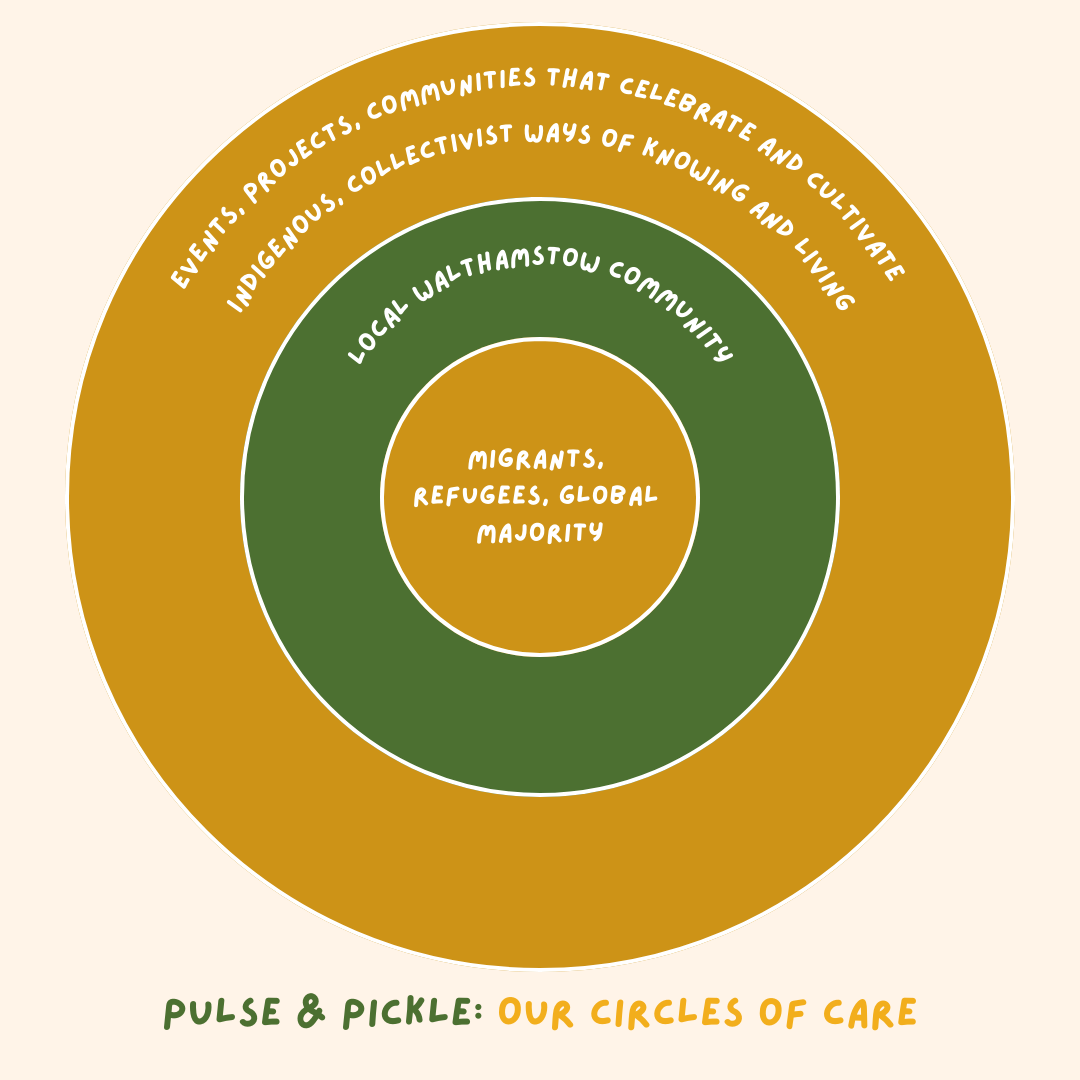 EVENTS, PROJECTS, COMMUNITIES THAT CELEBRATE AND CULTIVATE
INDIGENOUS, COLLECTIVIST WAYS OF KNOWING AND LIVING
LOCAL WALTHAMSTOW COMMUNITY
MIGRANTS,
REFUGEES, GLOBAL
MAJORITY
PULSE & PICKLE: OUR CIRCLES OF CARE